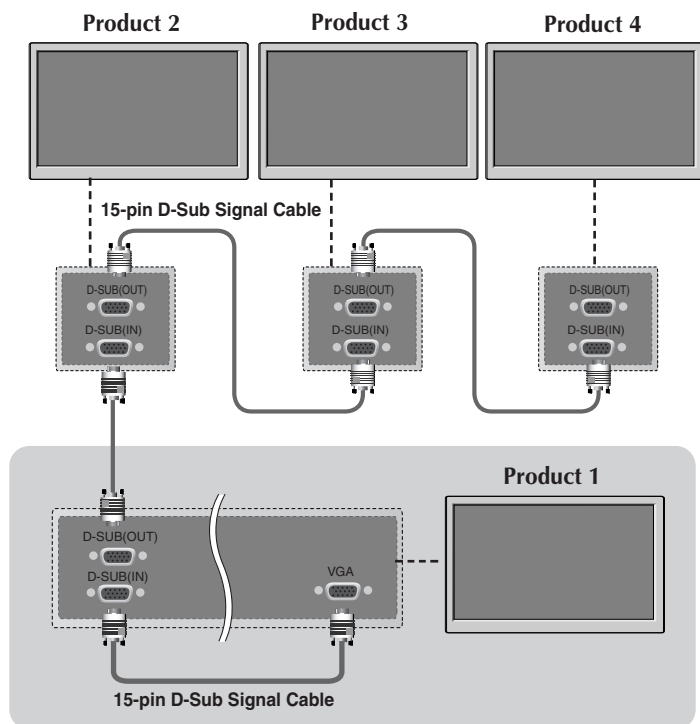 Product 2
Product 3
Product 4
15-pin D-Sub Signal Cable
D-SUB(OUT)
D-SUB(IN)
D-SUB(OUT)
D-SUB(IN)
D-SUB(OUT)
D-SUB(IN)
Product 1
D-SUB(OUT)
D-SUB(IN)
VGA
15-pin D-Sub Signal Cable